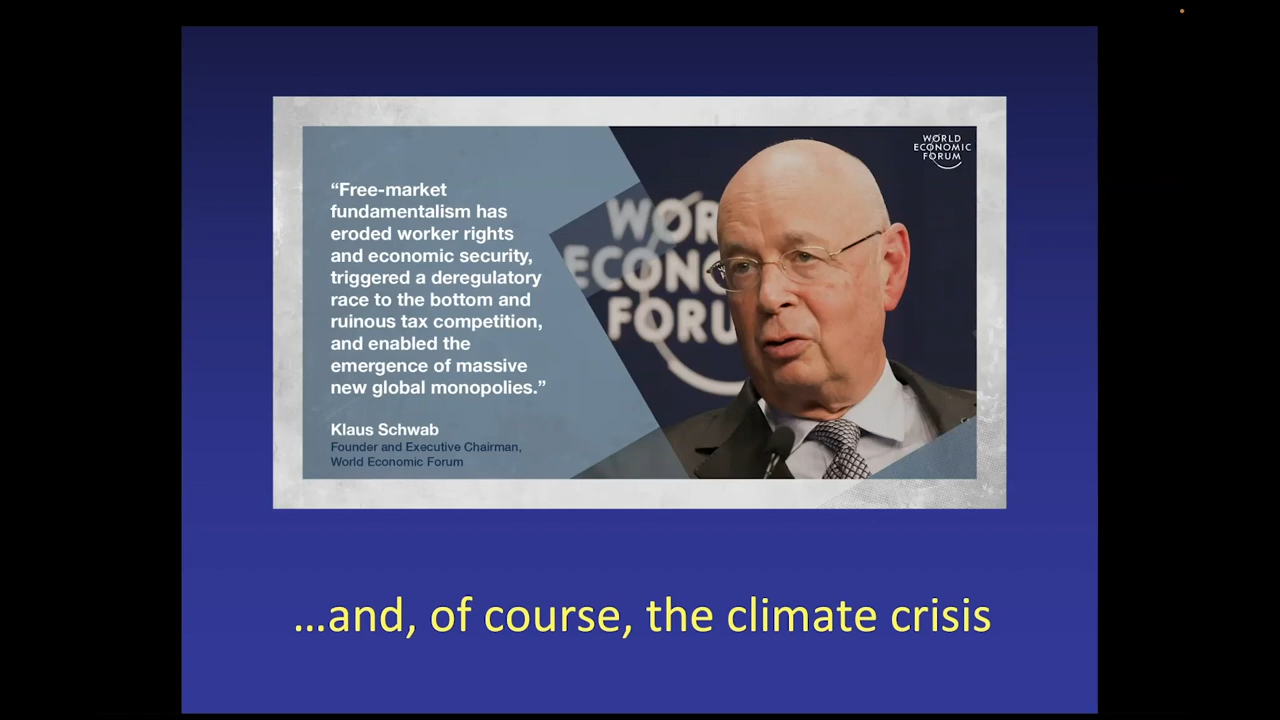 WORLD
ECONOMIC
FORUM
“Free-market
fundamentalism has
eroded worker rights
and economic security,
triggered a deregulatory
race to the bottom and
ruinous tax competition,
and enabled the
emergence of massive
new global monopolies.”
Klaus Schwab
Founder and Executive Chairman,
World Economic Forum
WOR
ECONO
FORU
...and, of course, the climate crisis